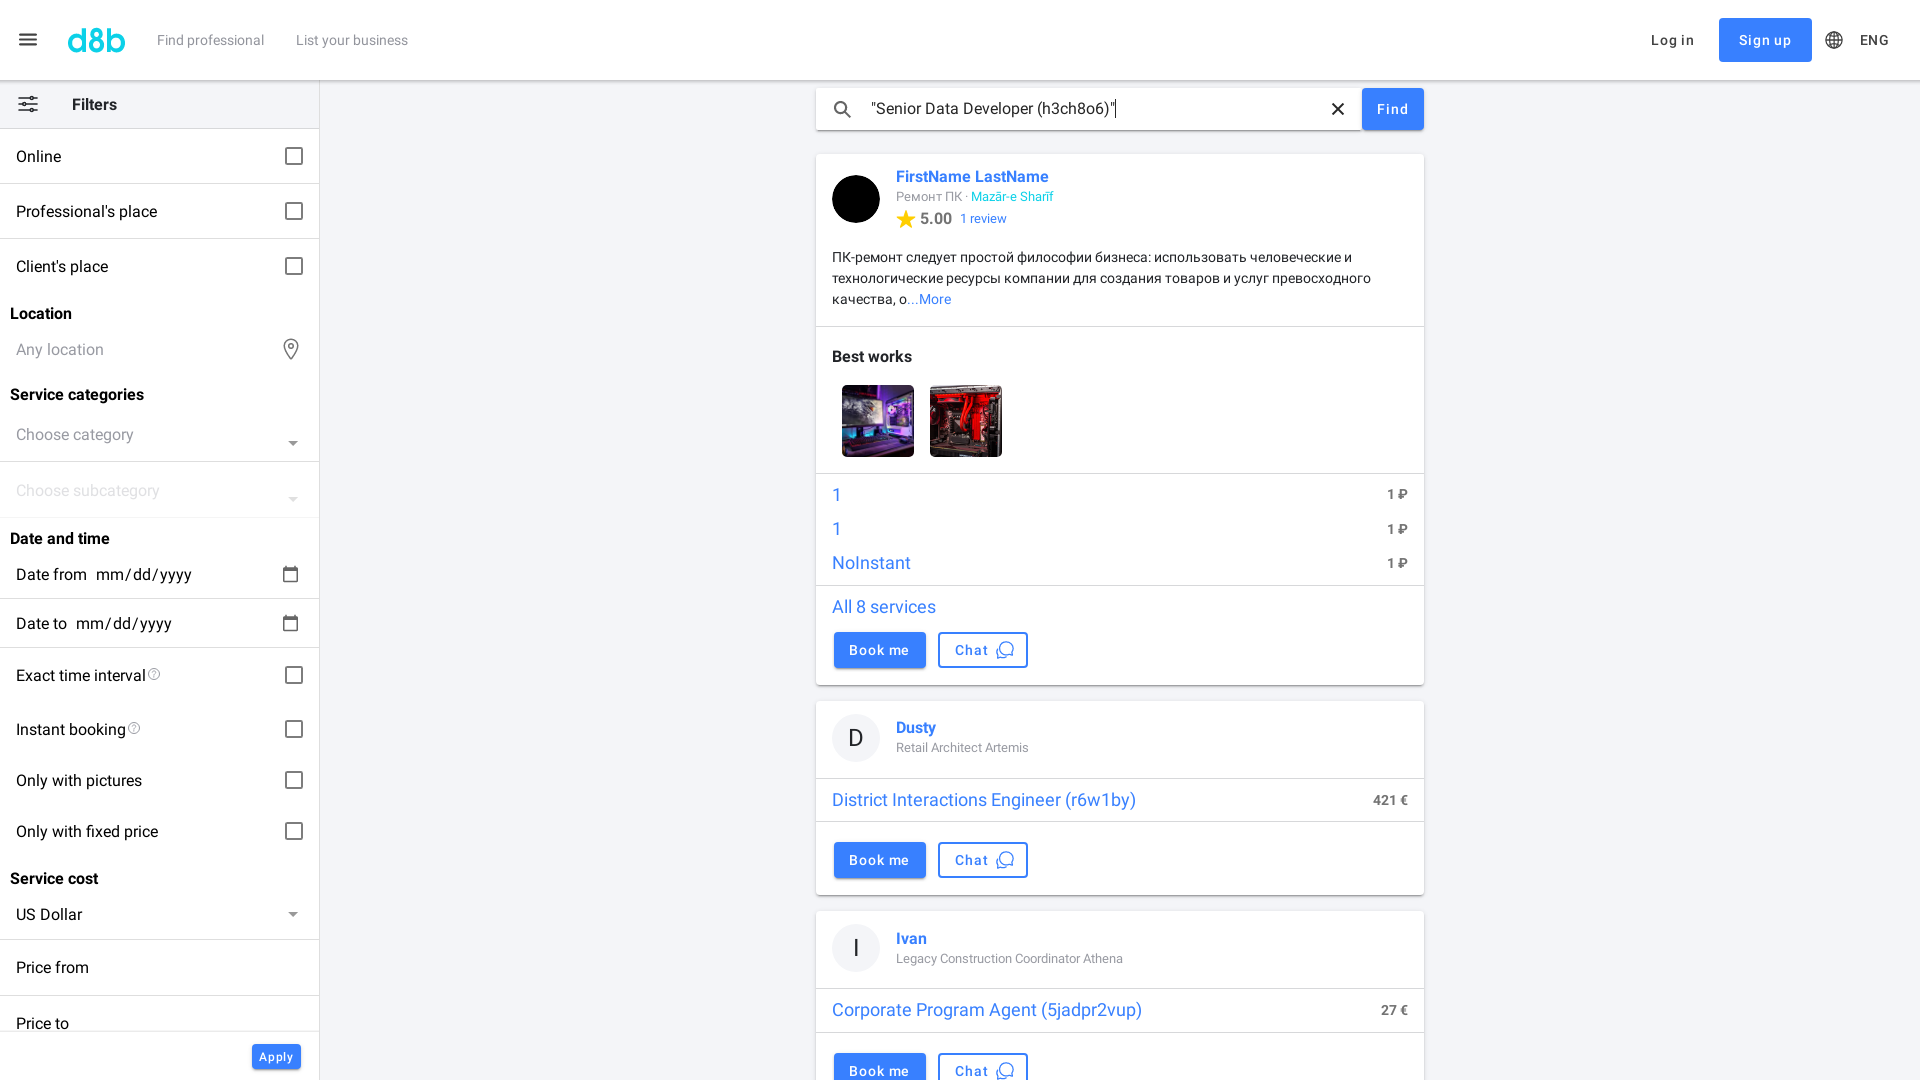 d8b
Find professional
List your business
Log in
Sign up
ENG
Filters
Online
Professional's place
Client's place
Location
Any location
Service categories
Choose category
Choose subcategory
Date and time
Date from mm/dd/yyyy
Date to mm/dd/yyyy
Exact time interval
Instant booking
Only with pictures
Only with fixed price
Service cost
US Dollar
Price from
Price to
Apply
"Senior Data Developer (h3ch8o6)"
Find
FirstName LastName
Ремонт ПК · Mazār-e Sharīf
5.00 1 review
ПК-ремонт следует простой философии бизнеса: использовать человеческие и
технологические ресурсы компании для создания товаров и услуг превосходного
качества, о...More
Best works
1 1 ₽
1 1 ₽
NoInstant 1 ₽
All 8 services
Book me
Chat
D
Dusty
Retail Architect Artemis
District Interactions Engineer (r6w1by) 421 €
Book me
Chat
I
Ivan
Legacy Construction Coordinator Athena
Corporate Program Agent (5jadpr2vup) 27 €
Book me
Chat